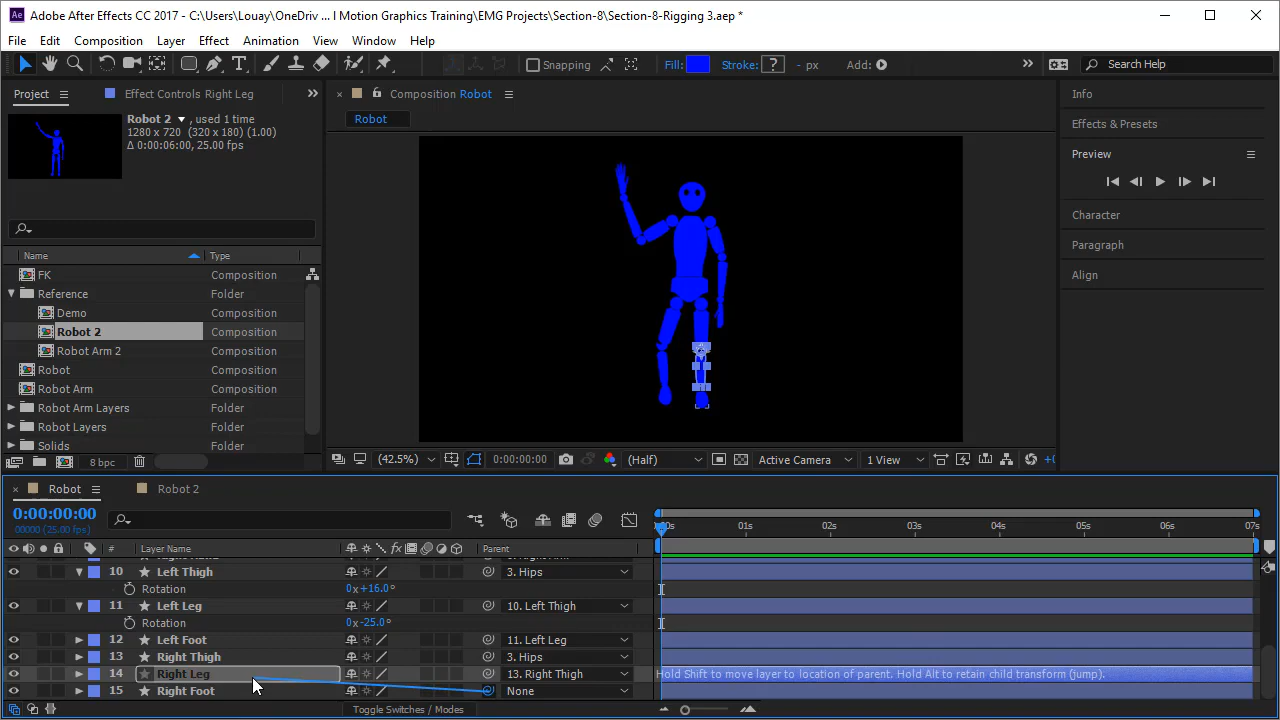 Adobe After Effects CC 2017 - C:\Users\Louay\OneDriv ... l Motion Graphics Training\EMG Projects\Section-8\Section-8-Rigging 3.aep *
File Edit Composition Layer Effect Animation View Window Help
Snapping Fill: Stroke: ? - px Add: Search Help
Project Effect Controls Right Leg Composition Robot
Robot
Robot 2 , used 1 time
1280 x 720 (320 x 180) (1.00)
Δ 0:00:06:00, 25.00 fps
Name Type
FK Composition
Reference Folder
Demo Composition
Robot 2 Composition
Robot Arm 2 Composition
Robot Composition
Robot Arm Composition
Robot Arm Layers Folder
Robot Layers Folder
Solids Folder
8 bpc
(42.5%) 0:00:00:00 (Half) Active Camera 1 View +0
Info
Effects & Presets
Preview
Character
Paragraph
Align
Robot Robot 2
0:00:00:00
00000 (25.00 fps)
:00s 01s 02s 03s 04s 05s 06s 07s
# Layer Name fx Parent
10 Left Thigh 3. Hips
Rotation 0x+16.0°
11 Left Leg 10. Left Thigh
Rotation 0x-25.0°
12 Left Foot 11. Left Leg
13 Right Thigh 3. Hips
14 Right Leg 13. Right Thigh Hold Shift to move layer to location of parent. Hold Alt to retain child transform (jump).
15 Right Foot None
Toggle Switches / Modes